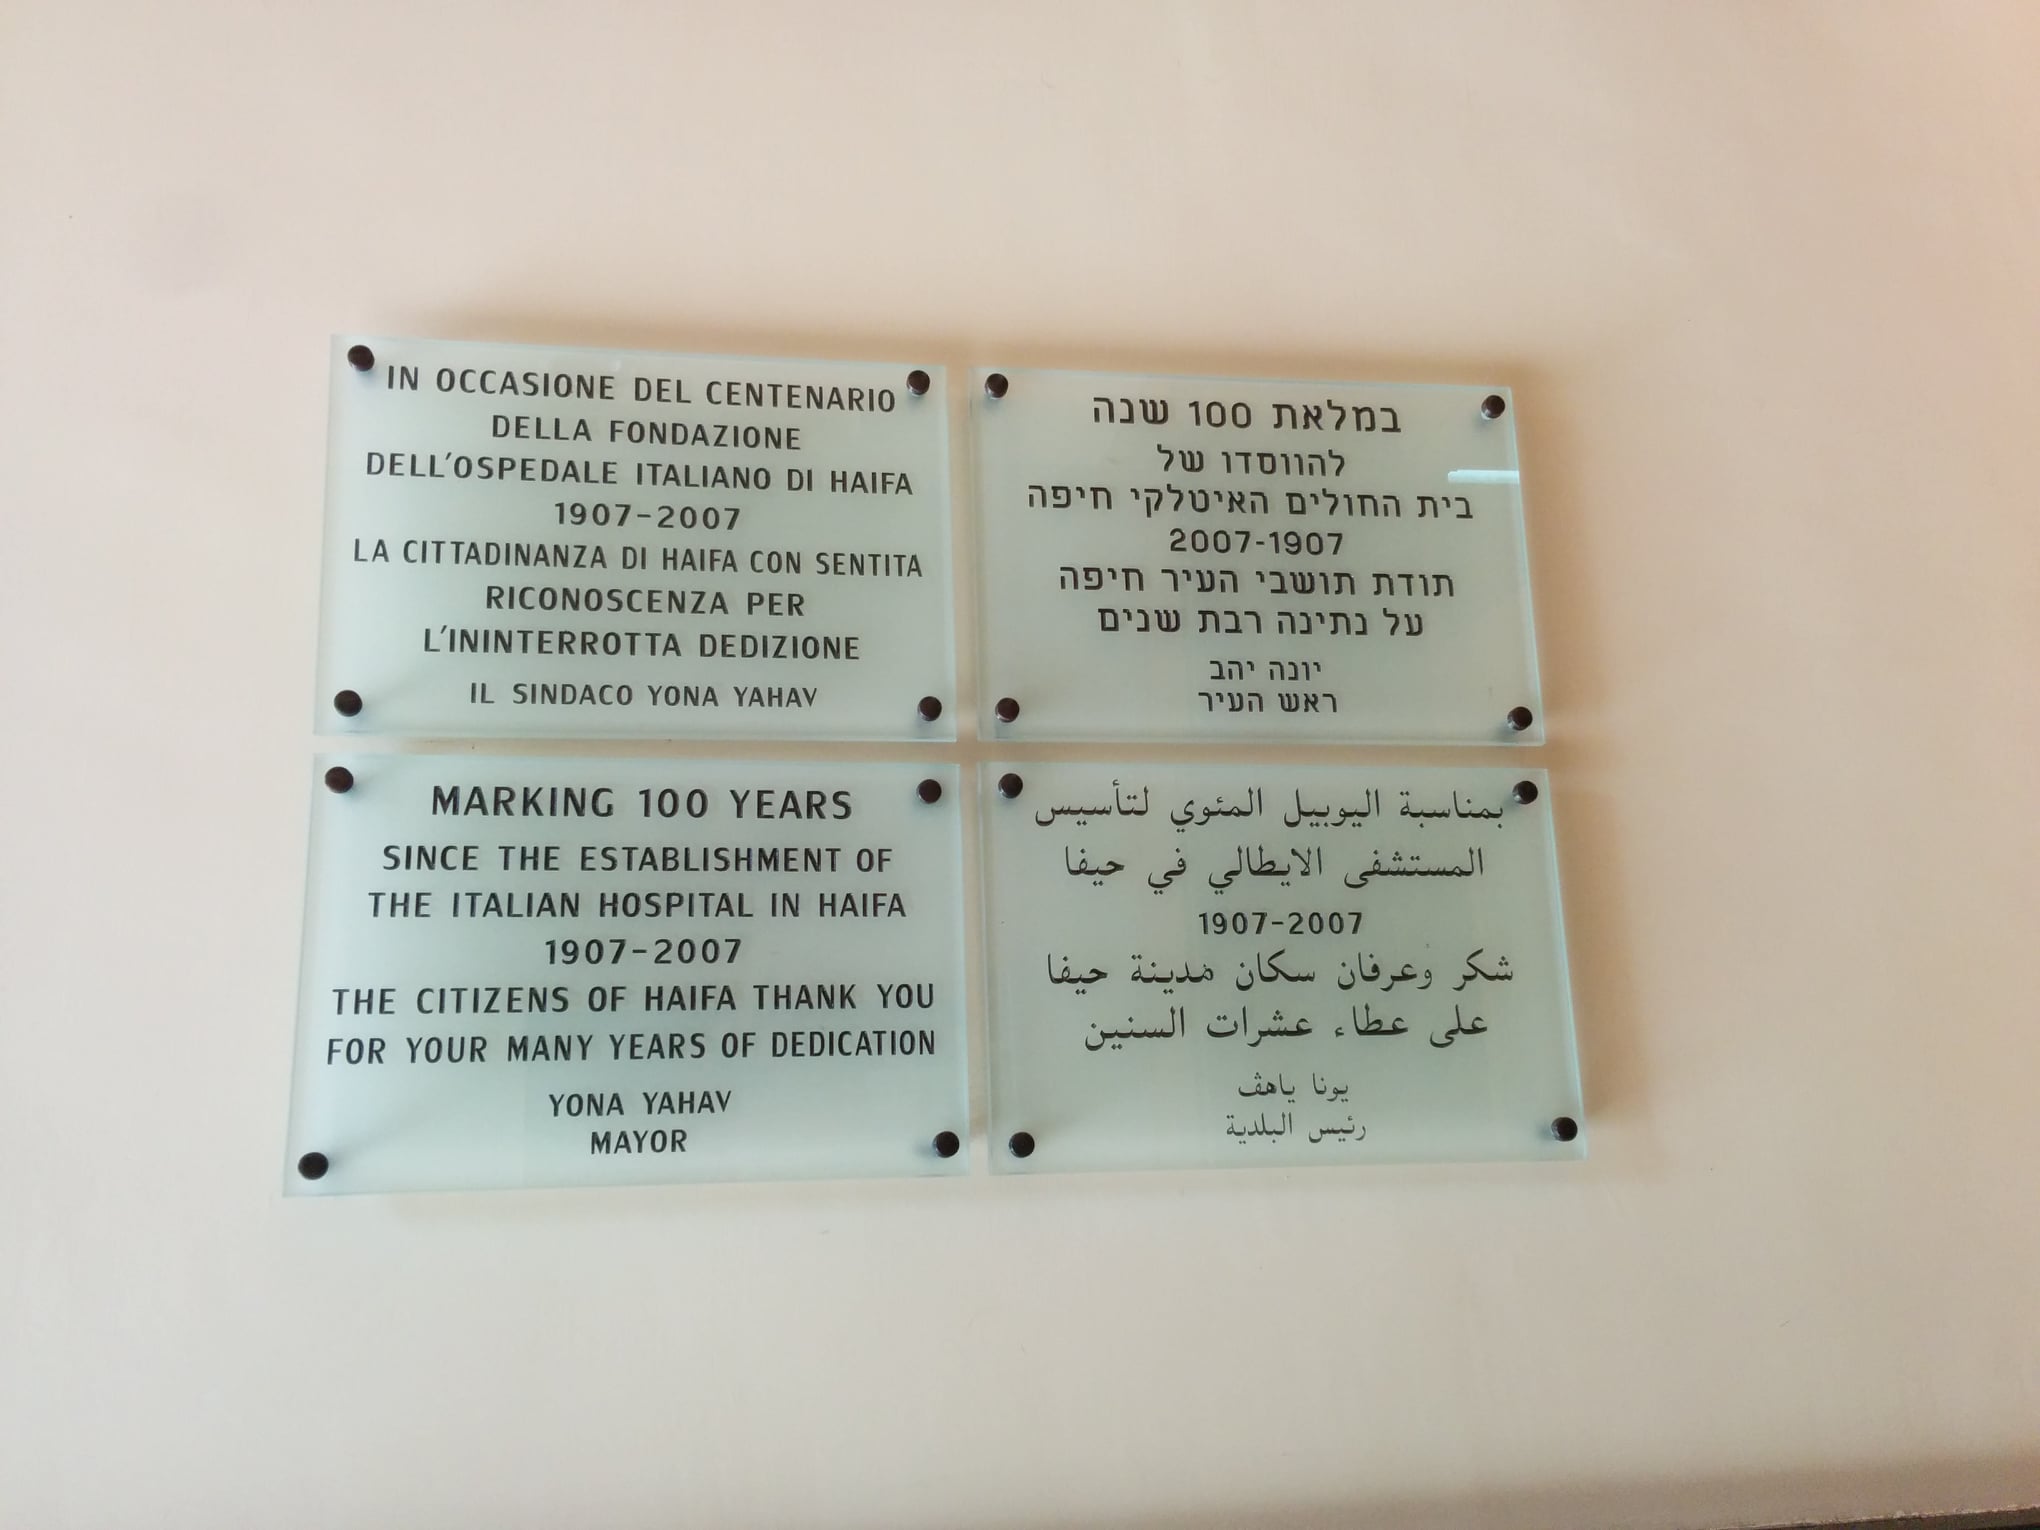 IN OCCASIONE DEL CENTENARIO
DELLA FONDAZIONE
DELL'OSPEDALE ITALIANO DI HAIFA
1907-2007
LA CITTADINANZA DI HAIFA CON SENTITA
RICONOSCENZA PER
L'ININTERROTTA DEDIZIONE
IL SINDACO YONA YAHAV
במלאת 100 שנה
להווסדו של
בית החולים האיטלקי חיפה
2007-1907
תודת תושבי העיר חיפה
על נתינה רבת שנים
יונה יהב
ראש העיר
MARKING 100 YEARS
SINCE THE ESTABLISHMENT OF
THE ITALIAN HOSPITAL IN HAIFA
1907-2007
THE CITIZENS OF HAIFA THANK YOU
FOR YOUR MANY YEARS OF DEDICATION
YONA YAHAV
MAYOR
بمناسبة اليوبيل المئوي لتأسيس
المستشفى الايطالي في حيفا
1907-2007
شكر وعرفان سكان مدينة حيفا
على عطاء عشرات السنين
يونا ياهڤ
رئيس البلدية